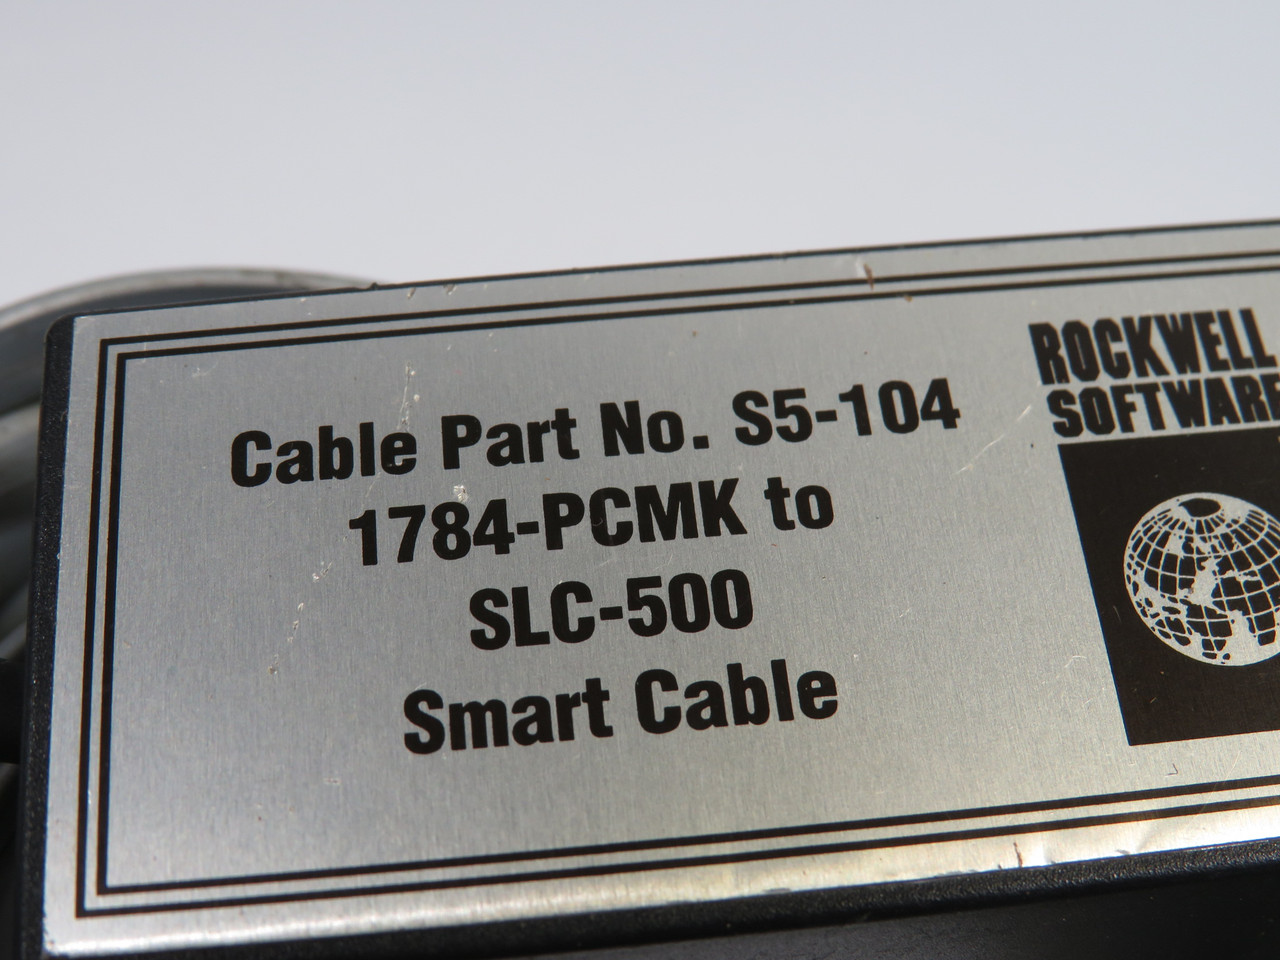 Cable Part No. S5-104
1784-PCMK to
SLC-500
Smart Cable
ROCKWELL
SOFTWARE